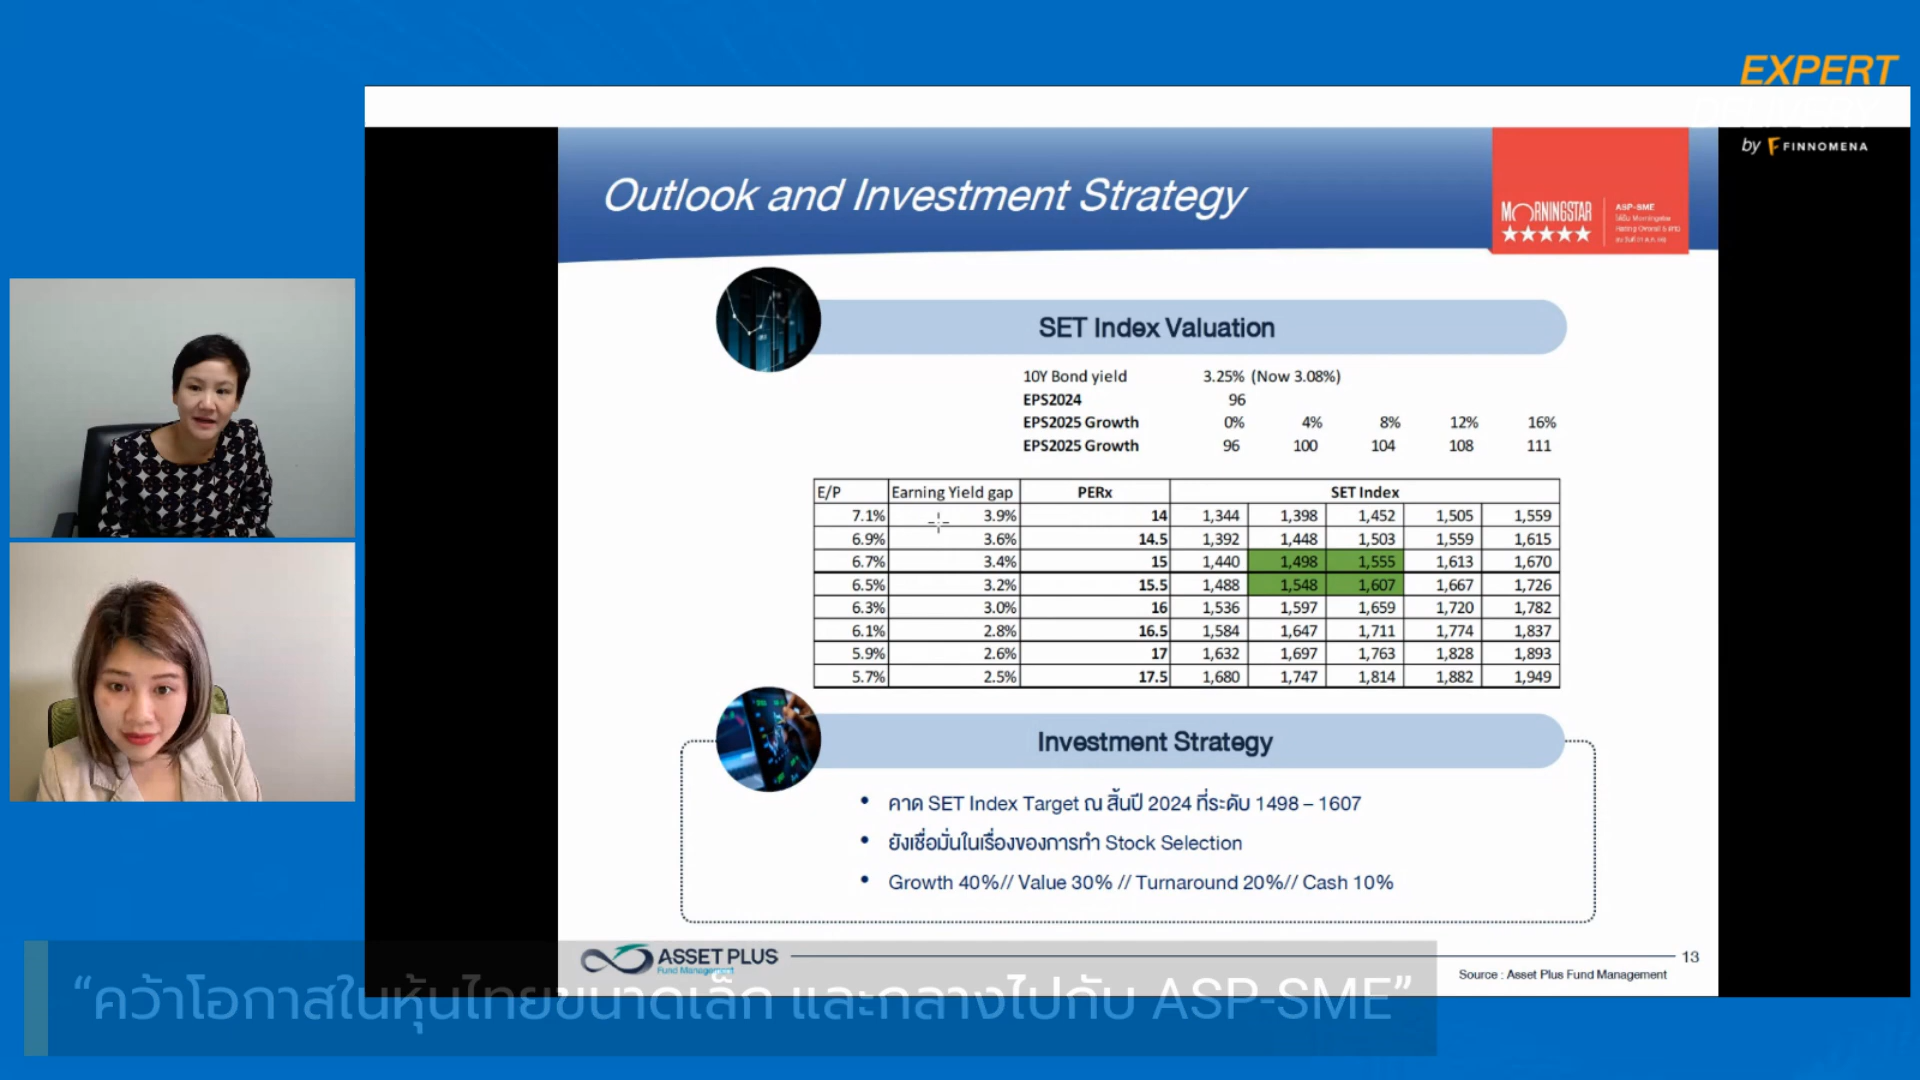 EXPERT
by FINNOMENA
Outlook and Investment Strategy
MORNINGSTAR
ASP-SME
SET Index Valuation
10Y Bond yield 3.25% (Now 3.08%)
EPS2024 96
EPS2025 Growth 0% 4% 8% 12% 16%
EPS2025 Growth 96 100 104 108 111
E/P Earning Yield gap PERx SET Index
7.1% 3.9% 14 1,344 1,398 1,452 1,505 1,559
6.9% 3.6% 14.5 1,392 1,448 1,503 1,559 1,615
6.7% 3.4% 15 1,440 1,498 1,555 1,613 1,670
6.5% 3.2% 15.5 1,488 1,548 1,607 1,667 1,726
6.3% 3.0% 16 1,536 1,597 1,659 1,720 1,782
6.1% 2.8% 16.5 1,584 1,647 1,711 1,774 1,837
5.9% 2.6% 17 1,632 1,697 1,763 1,828 1,893
5.7% 2.5% 17.5 1,680 1,747 1,814 1,882 1,949
Investment Strategy
• คาด SET Index Target ณ สิ้นปี 2024 ที่ระดับ 1498 – 1607
• ยังเชื่อมั่นในเรื่องของการทำ Stock Selection
• Growth 40%// Value 30% // Turnaround 20%// Cash 10%
ASSET PLUS
Fund Management
13
Source : Asset Plus Fund Management
“คว้าโอกาสในหุ้นไทยขนาดเล็ก และกลางไปกับ ASP-SME”